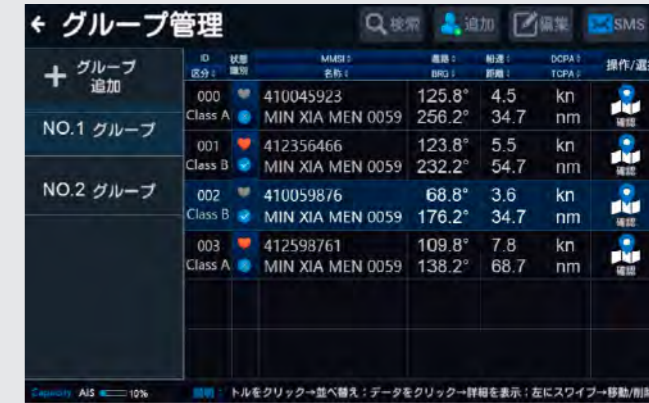 ← グループ管理
検索
追加
編集
SMS
+ グループ
追加
NO.1 グループ
NO.2 グループ
ID 状態 MMSI 進路 船速 DCPA 操作/選
区分 識別 名称 BRG 距離 TCPA
000 410045923 125.8° 4.5 kn
Class A MIN XIA MEN 0059 256.2° 34.7 nm 確認
001 412356466 123.8° 5.5 kn
Class B MIN XIA MEN 0059 232.2° 54.7 nm 確認
002 410059876 68.8° 3.6 kn
Class B MIN XIA MEN 0059 176.2° 34.7 nm 確認
003 412598761 109.8° 7.8 kn
Class A MIN XIA MEN 0059 138.2° 68.7 nm 確認
Capacity AIS 10% 説明: トルをクリック→並べ替え;データをクリック→詳細を表示;左にスワイプ→移動/削除